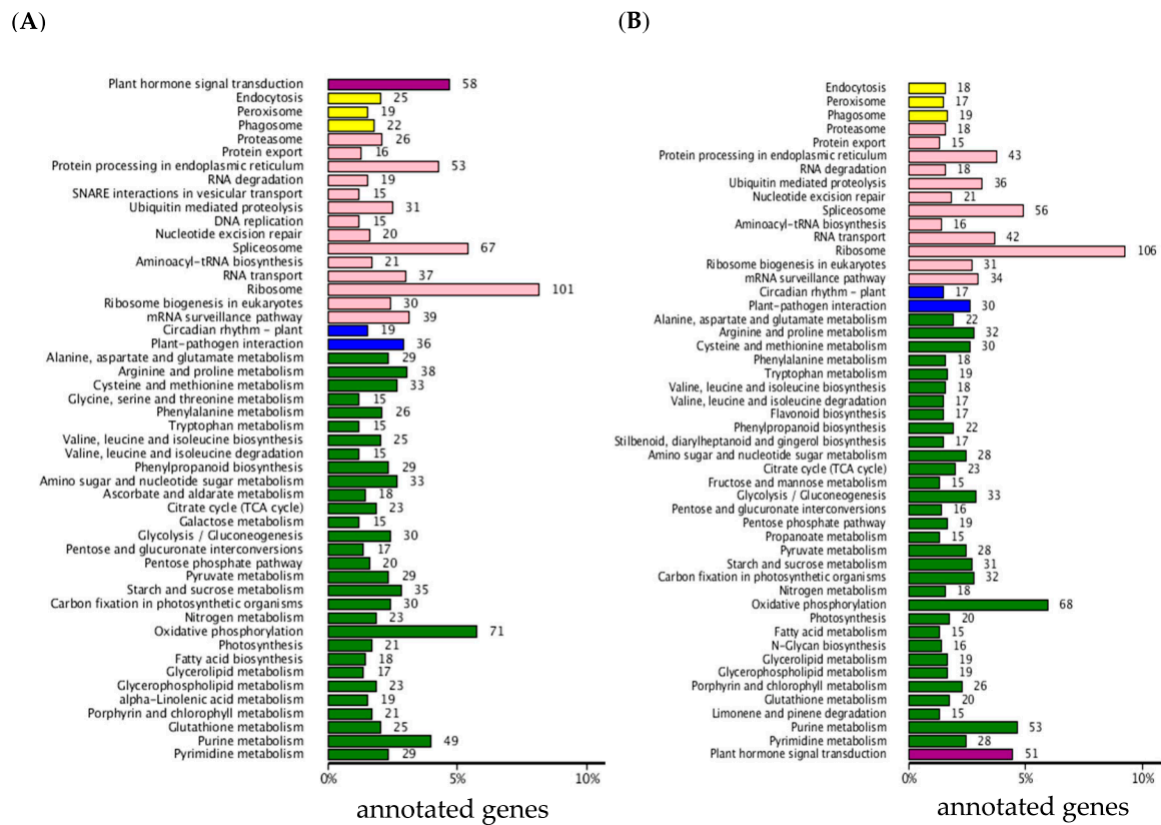 (A)
Plant hormone signal transduction 58
Endocytosis 25
Peroxisome 19
Phagosome 22
Proteasome 26
Protein export 16
Protein processing in endoplasmic reticulum 53
RNA degradation 19
SNARE interactions in vesicular transport 15
Ubiquitin mediated proteolysis 31
DNA replication 15
Nucleotide excision repair 20
Spliceosome 67
Aminoacyl-tRNA biosynthesis 21
RNA transport 37
Ribosome 101
Ribosome biogenesis in eukaryotes 30
mRNA surveillance pathway 39
Circadian rhythm - plant 19
Plant-pathogen interaction 36
Alanine, aspartate and glutamate metabolism 29
Arginine and proline metabolism 38
Cysteine and methionine metabolism 33
Glycine, serine and threonine metabolism 15
Phenylalanine metabolism 26
Tryptophan metabolism 15
Valine, leucine and isoleucine biosynthesis 25
Valine, leucine and isoleucine degradation 15
Phenylpropanoid biosynthesis 29
Amino sugar and nucleotide sugar metabolism 33
Ascorbate and aldarate metabolism 18
Citrate cycle (TCA cycle) 23
Galactose metabolism 15
Glycolysis / Gluconeogenesis 30
Pentose and glucuronate interconversions 17
Pentose phosphate pathway 20
Pyruvate metabolism 29
Starch and sucrose metabolism 35
Carbon fixation in photosynthetic organisms 30
Nitrogen metabolism 23
Oxidative phosphorylation 71
Photosynthesis 21
Fatty acid biosynthesis 18
Glycerolipid metabolism 17
Glycerophospholipid metabolism 23
alpha-Linolenic acid metabolism 19
Porphyrin and chlorophyll metabolism 21
Glutathione metabolism 25
Purine metabolism 49
Pyrimidine metabolism 29
0% 5% 10%
annotated genes
(B)
Endocytosis 18
Peroxisome 17
Phagosome 19
Proteasome 18
Protein export 15
Protein processing in endoplasmic reticulum 43
RNA degradation 18
Ubiquitin mediated proteolysis 36
Nucleotide excision repair 21
Spliceosome 56
Aminoacyl-tRNA biosynthesis 16
RNA transport 42
Ribosome 106
Ribosome biogenesis in eukaryotes 31
mRNA surveillance pathway 34
Circadian rhythm - plant 17
Plant-pathogen interaction 30
Alanine, aspartate and glutamate metabolism 22
Arginine and proline metabolism 32
Cysteine and methionine metabolism 30
Phenylalanine metabolism 18
Tryptophan metabolism 19
Valine, leucine and isoleucine biosynthesis 18
Valine, leucine and isoleucine degradation 17
Flavonoid biosynthesis 17
Phenylpropanoid biosynthesis 22
Stilbenoid, diarylheptanoid and gingerol biosynthesis 17
Amino sugar and nucleotide sugar metabolism 28
Citrate cycle (TCA cycle) 23
Fructose and mannose metabolism 15
Glycolysis / Gluconeogenesis 33
Pentose and glucuronate interconversions 16
Pentose phosphate pathway 19
Propanoate metabolism 15
Pyruvate metabolism 28
Starch and sucrose metabolism 31
Carbon fixation in photosynthetic organisms 32
Nitrogen metabolism 18
Oxidative phosphorylation 68
Photosynthesis 20
Fatty acid metabolism 15
N-Glycan biosynthesis 16
Glycerolipid metabolism 19
Glycerophospholipid metabolism 19
Porphyrin and chlorophyll metabolism 26
Glutathione metabolism 20
Limonene and pinene degradation 15
Purine metabolism 53
Pyrimidine metabolism 28
Plant hormone signal transduction 51
0% 5% 10%
annotated genes